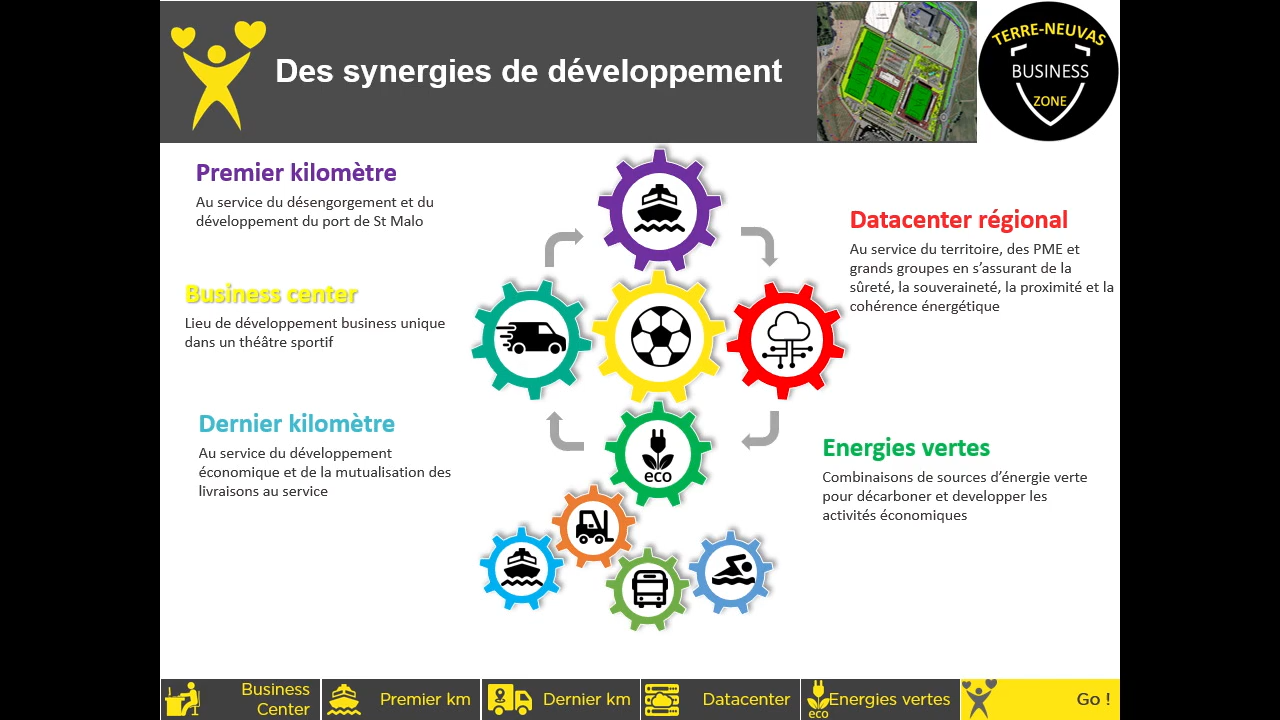 Des synergies de développement
TERRE-NEUVAS
BUSINESS
ZONE
Premier kilomètre
Au service du désengorgement et du
développement du port de St Malo
Business center
Lieu de développement business unique
dans un théâtre sportif
Dernier kilomètre
Au service du développement
économique et de la mutualisation des
livraisons au service
Datacenter régional
Au service du territoire, des PME et
grands groupes en s’assurant de la
sûreté, la souveraineté, la proximité et la
cohérence énergétique
Energies vertes
Combinaisons de sources d’énergie verte
pour décarboner et developper les
activités économiques
eco
Business
Center
Premier km
Dernier km
Datacenter
eco
Energies vertes
Go !